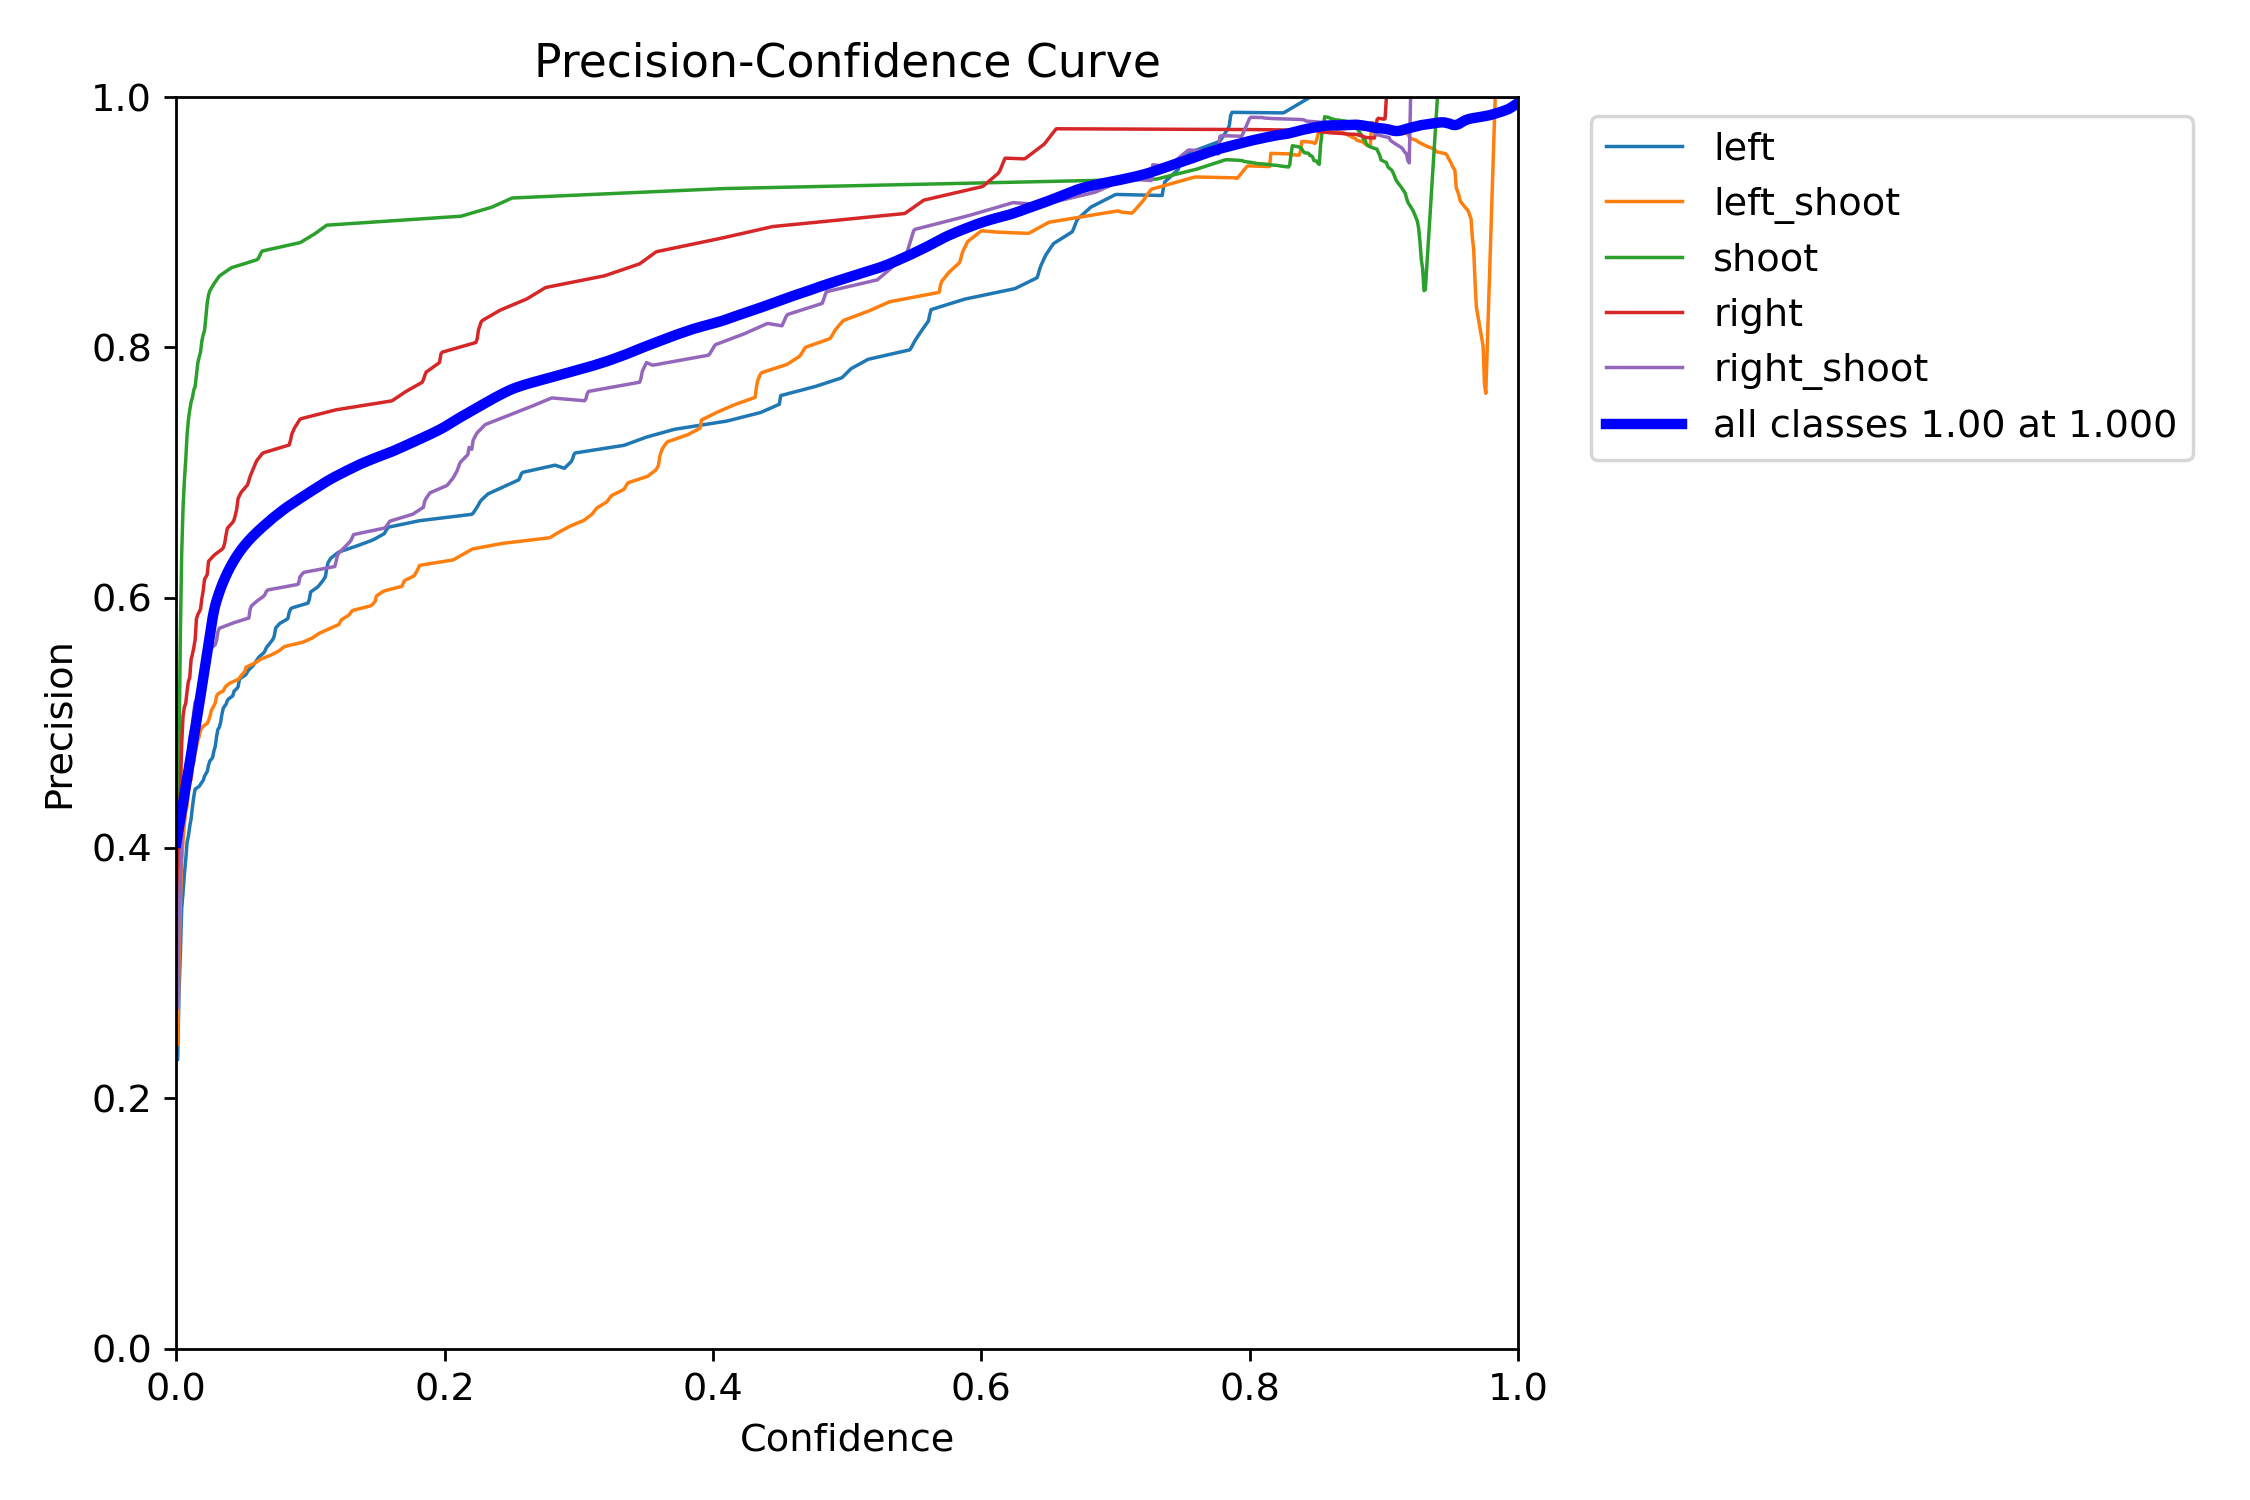 Precision-Confidence Curve
1.0
0.8
0.6
0.4
0.2
0.0
Precision
0.0 0.2 0.4 0.6 0.8 1.0
Confidence
left
left_shoot
shoot
right
right_shoot
all classes 1.00 at 1.000